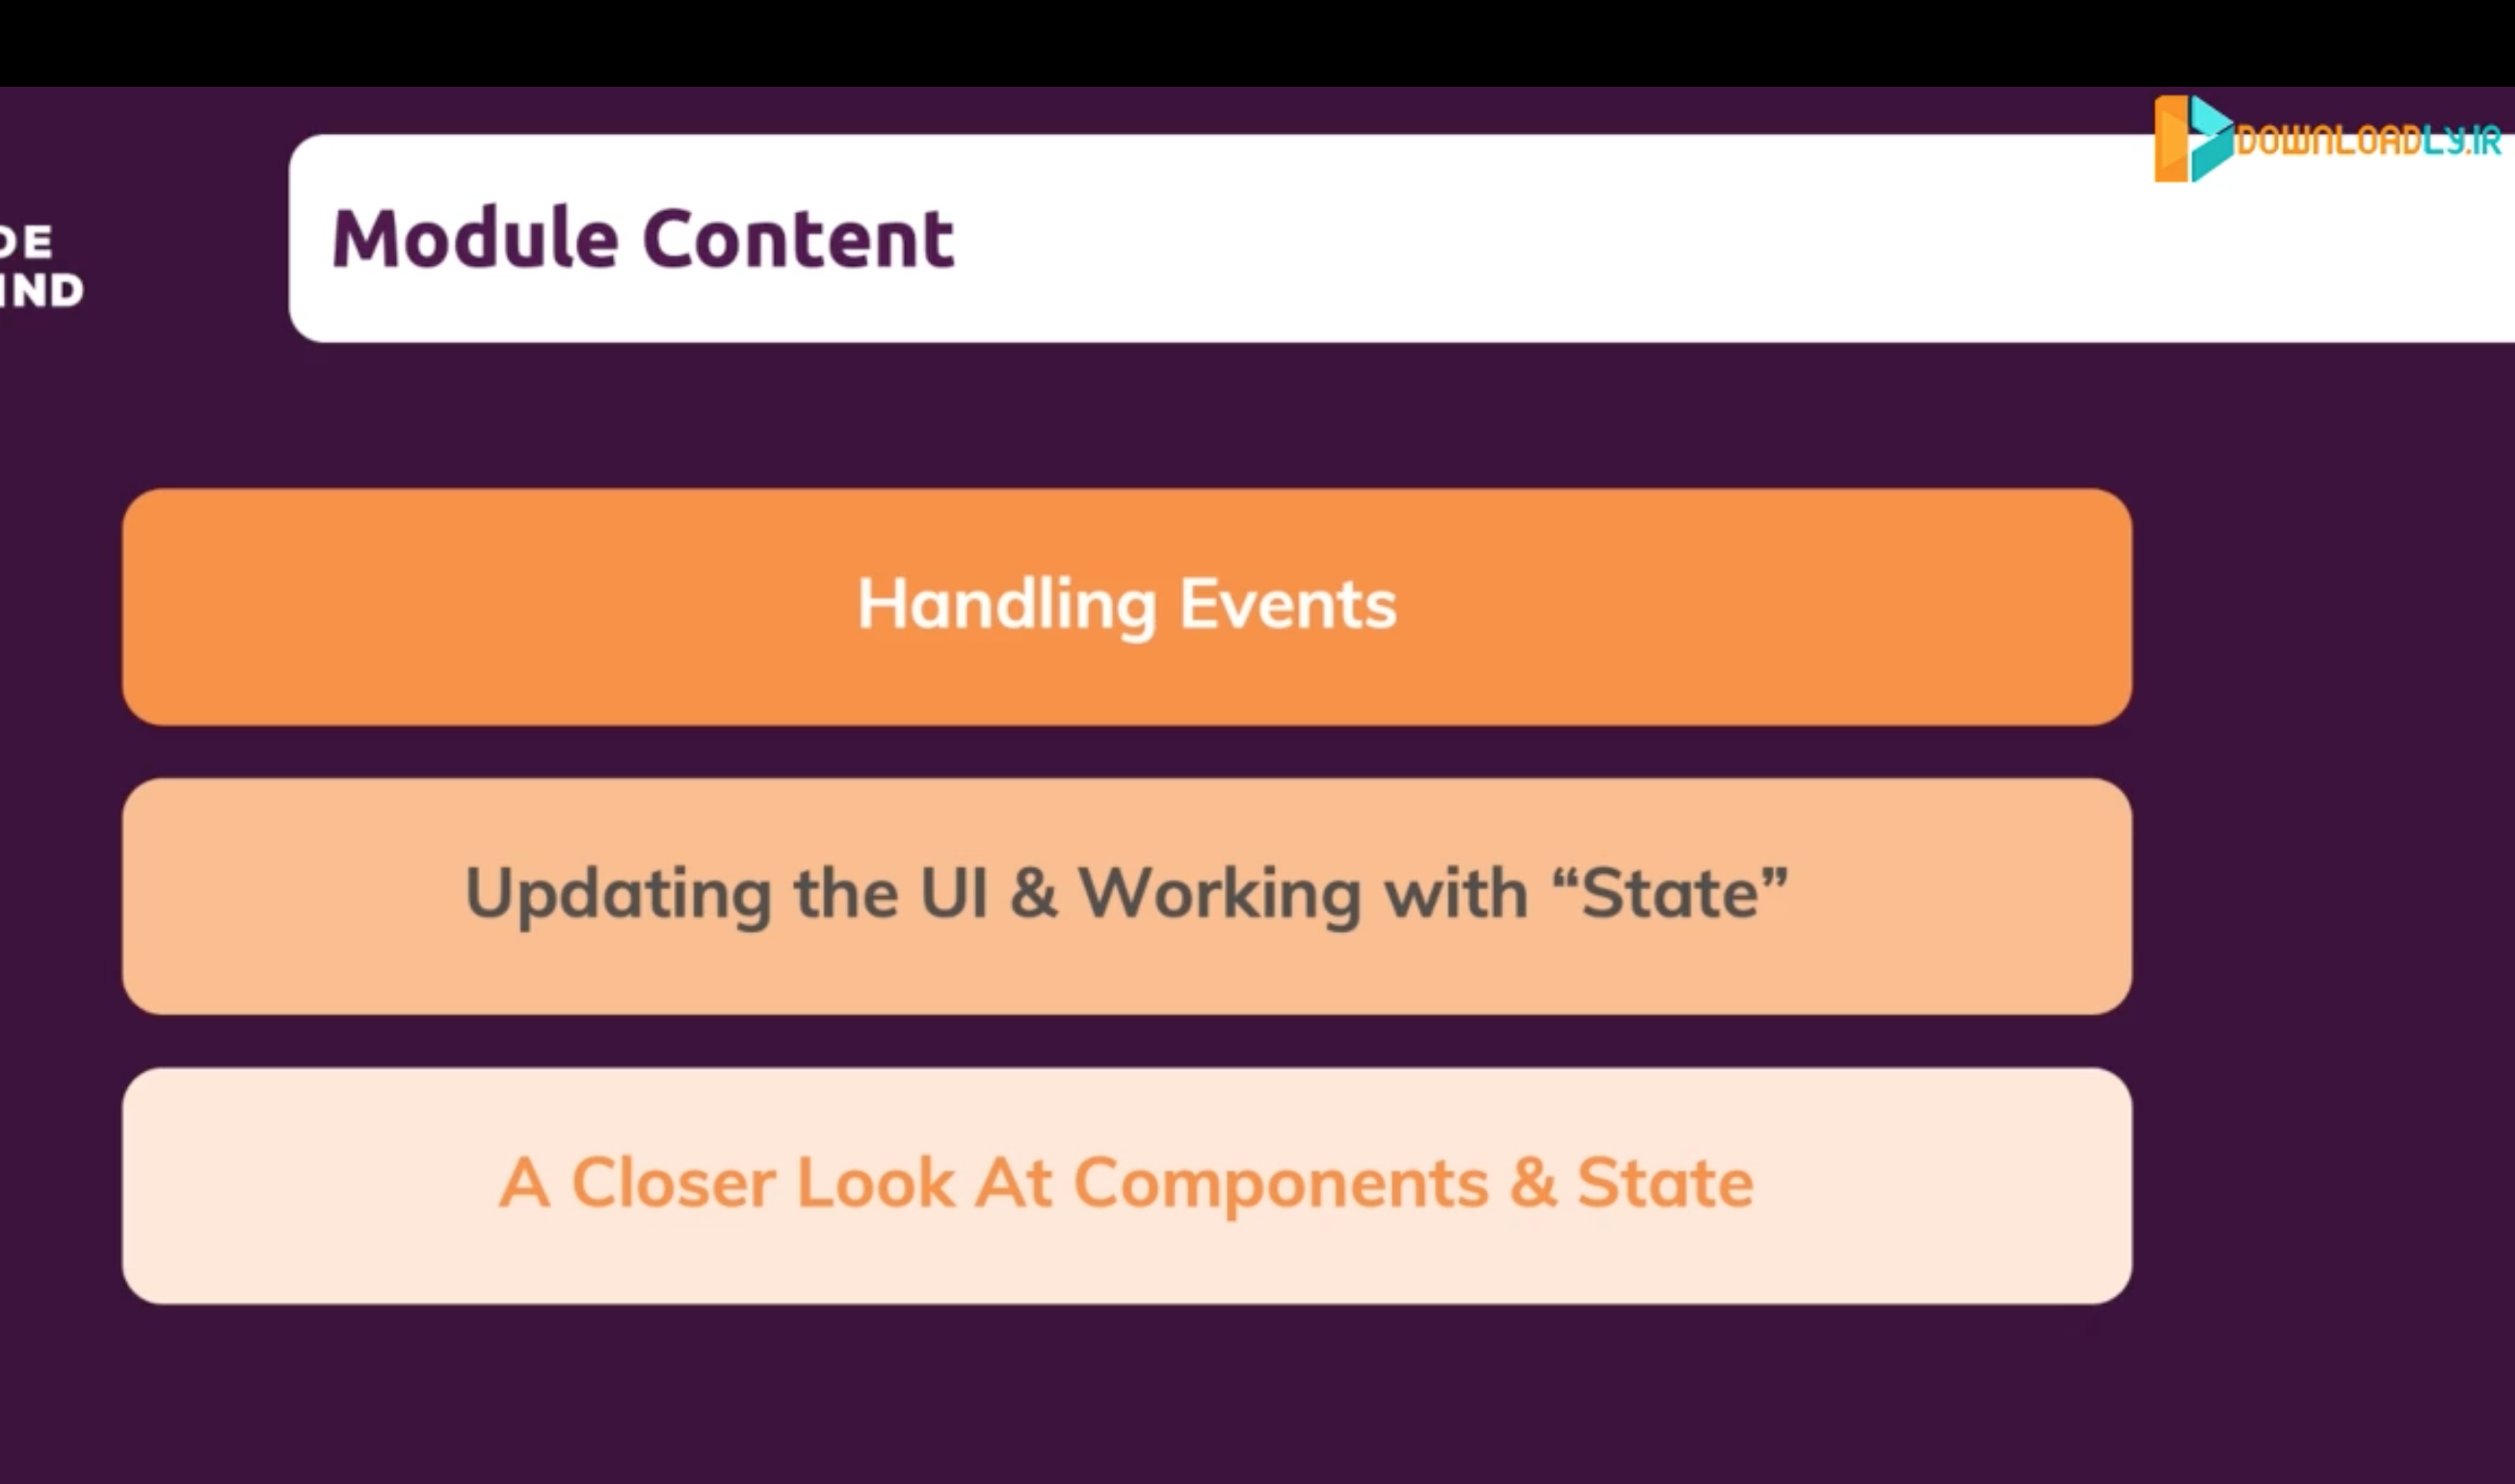 DOWNLOADLY.IR
DE
IND
Module Content
Handling Events
Updating the UI & Working with “State”
A Closer Look At Components & State